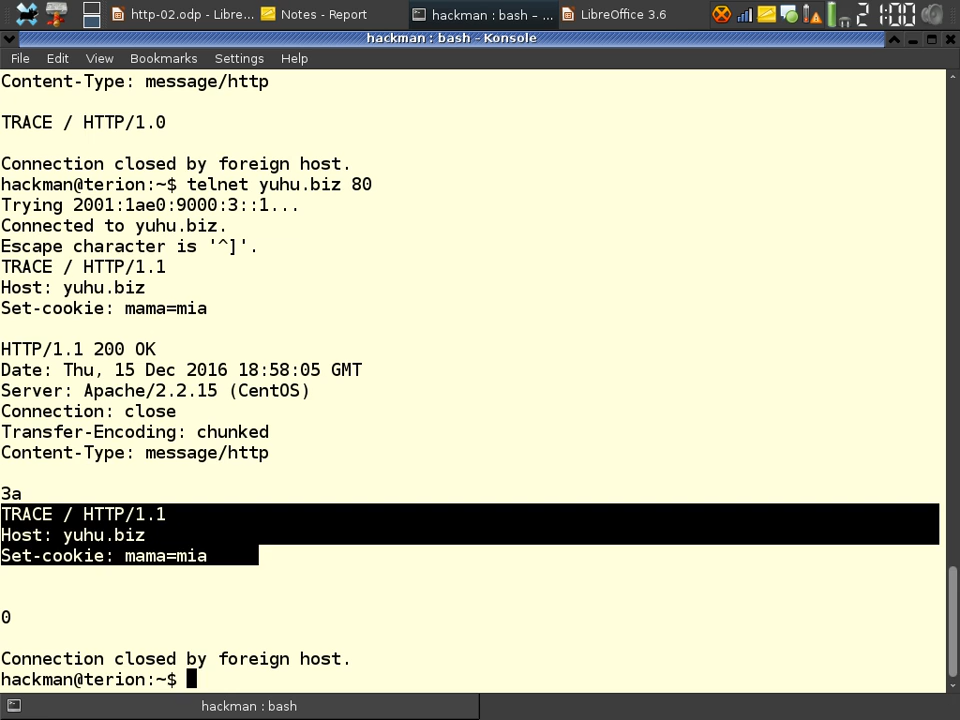 http-02.odp - Libre...
Notes - Report
hackman : bash – ...
LibreOffice 3.6
21:00
hackman : bash - Konsole
File Edit View Bookmarks Settings Help
Content-Type: message/http
TRACE / HTTP/1.0
Connection closed by foreign host.
hackman@terion:~$ telnet yuhu.biz 80
Trying 2001:1ae0:9000:3::1...
Connected to yuhu.biz.
Escape character is '^]'.
TRACE / HTTP/1.1
Host: yuhu.biz
Set-cookie: mama=mia
HTTP/1.1 200 OK
Date: Thu, 15 Dec 2016 18:58:05 GMT
Server: Apache/2.2.15 (CentOS)
Connection: close
Transfer-Encoding: chunked
Content-Type: message/http
3a
TRACE / HTTP/1.1
Host: yuhu.biz
Set-cookie: mama=mia
0
Connection closed by foreign host.
hackman@terion:~$
hackman : bash